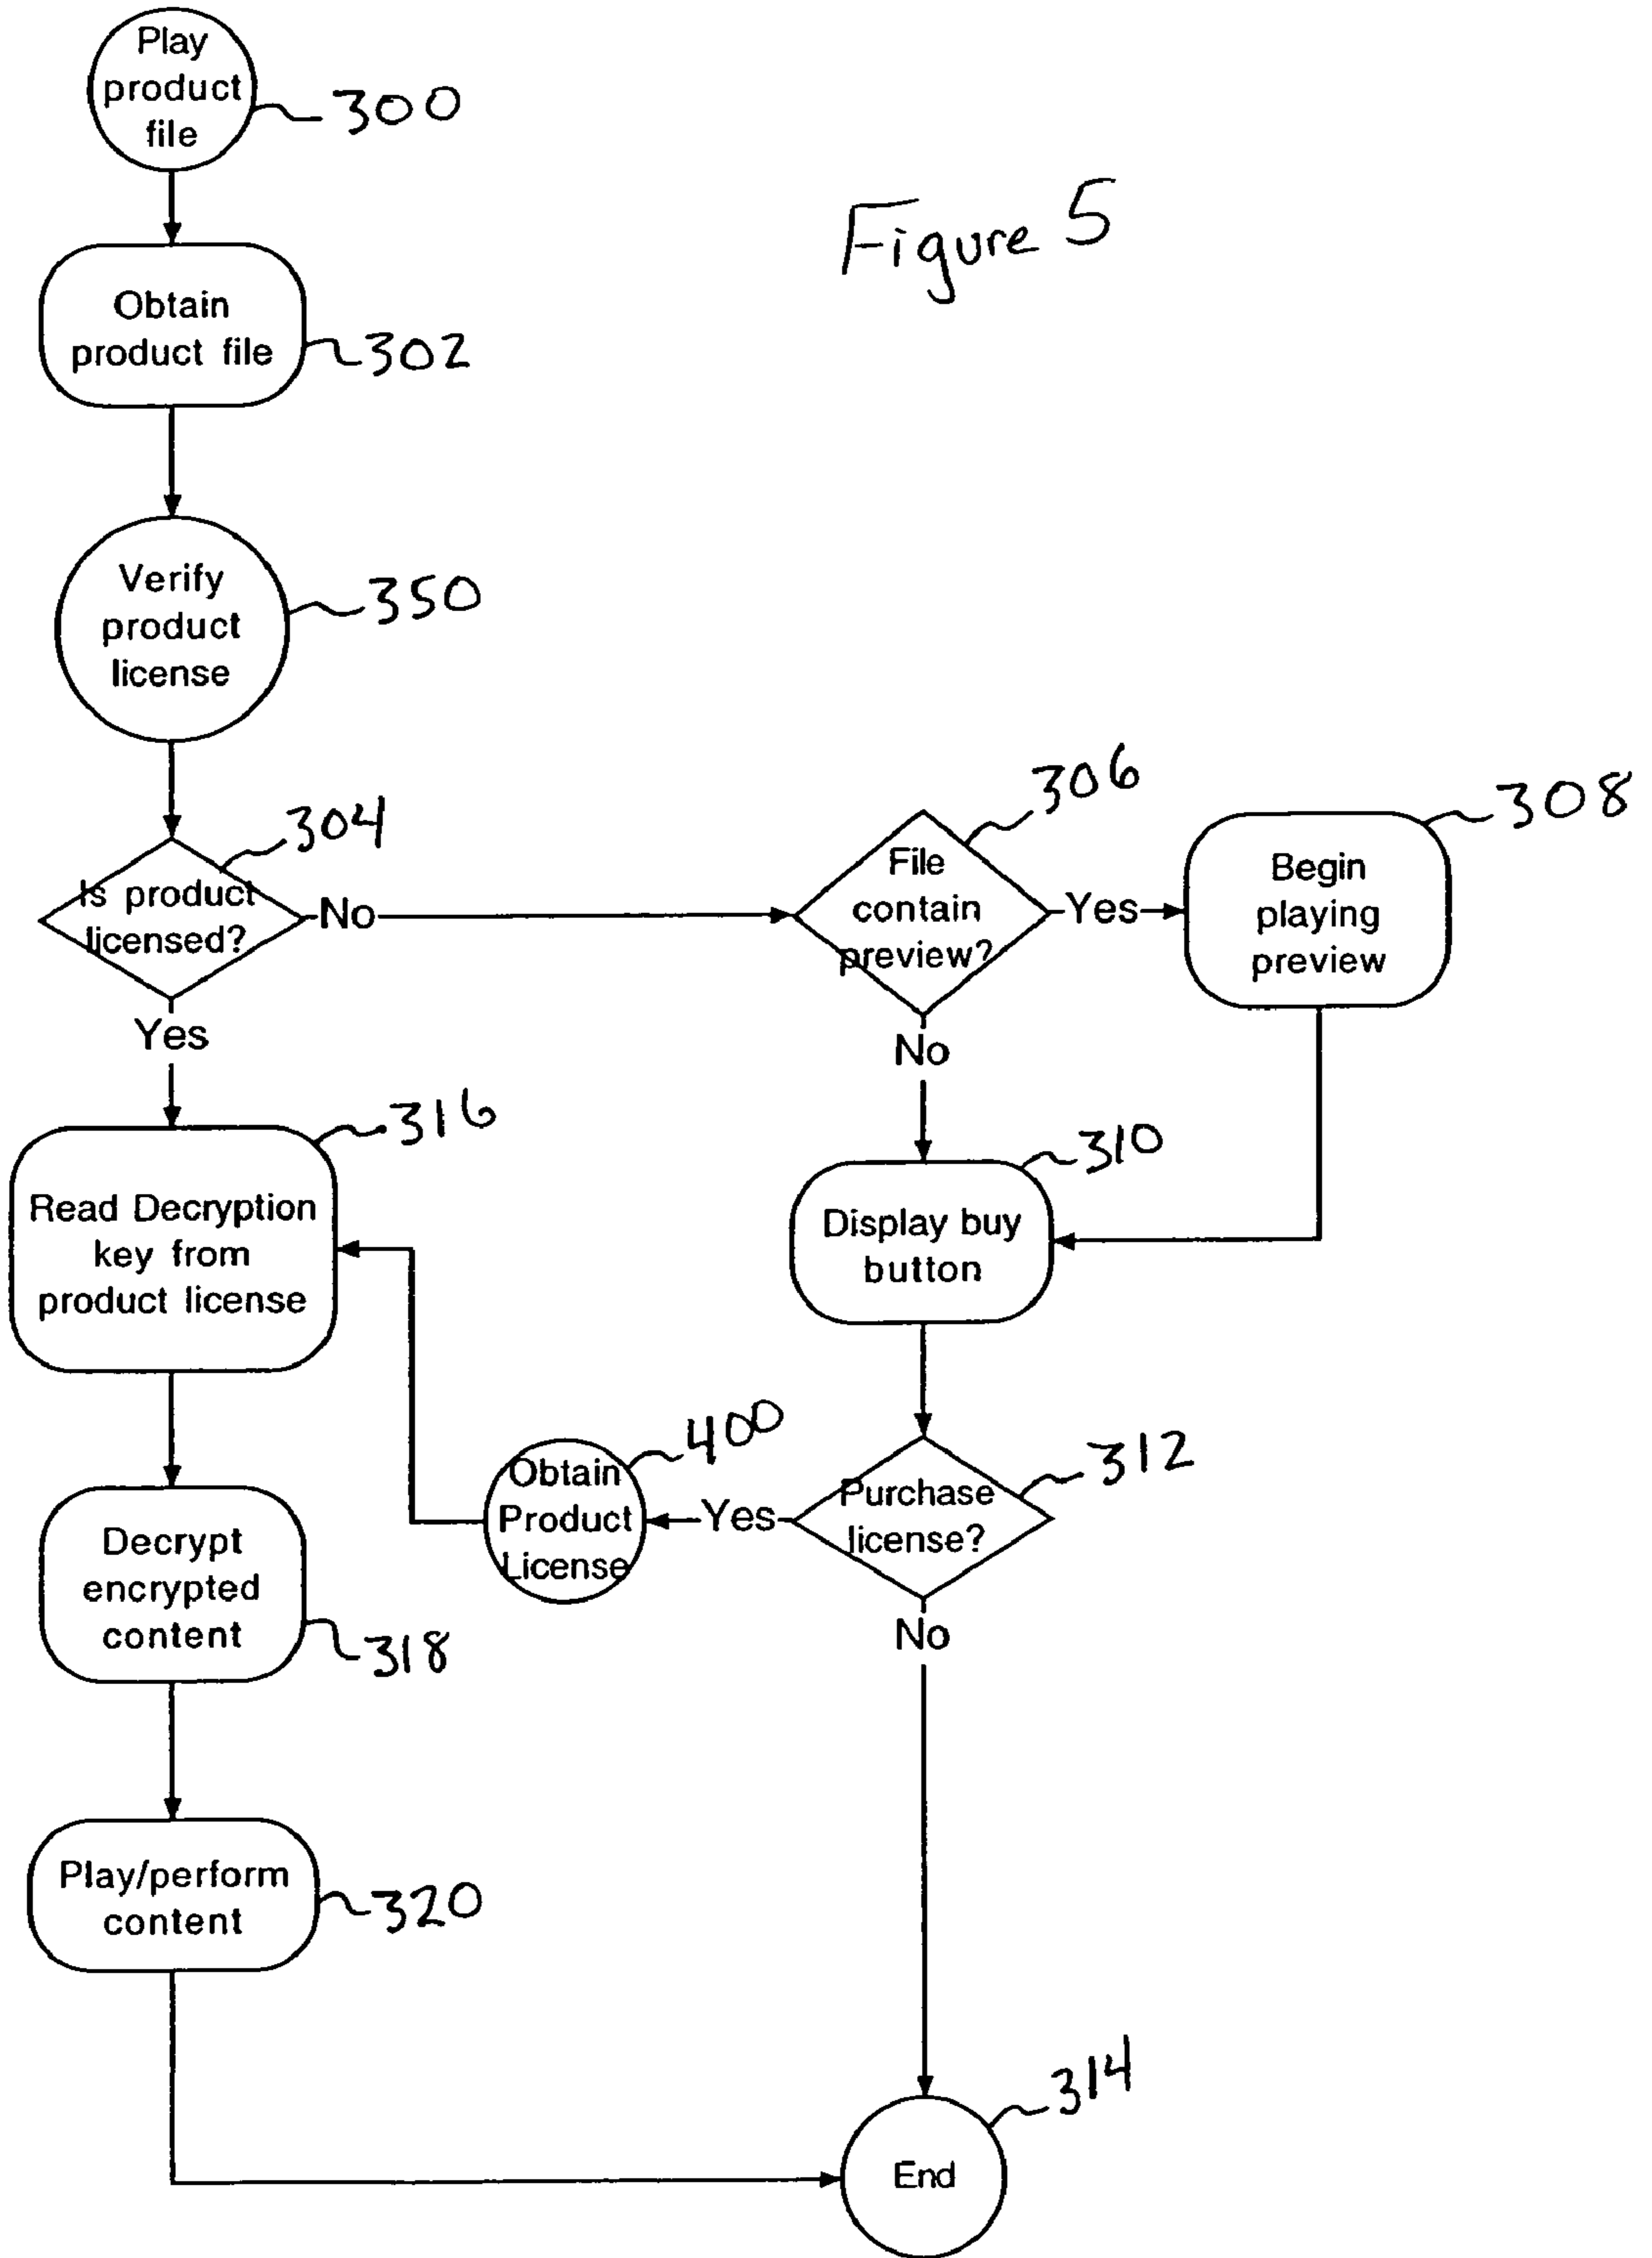 Play
product
file
300
Figure 5
Obtain
product file
302
Verify
product
license
350
304
Is product
licensed?
No
Yes
306
File
contain
preview?
Yes
No
308
Begin
playing
preview
316
Read Decryption
key from
product license
310
Display buy
button
400
Obtain
Product
License
Yes
312
Purchase
license?
No
Decrypt
encrypted
content
318
Play/perform
content
320
314
End